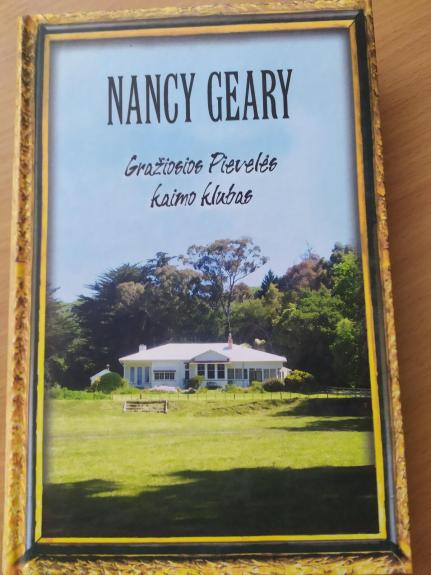 NANCY GEARY
Gražiosios Pievelės
kaimo klubas